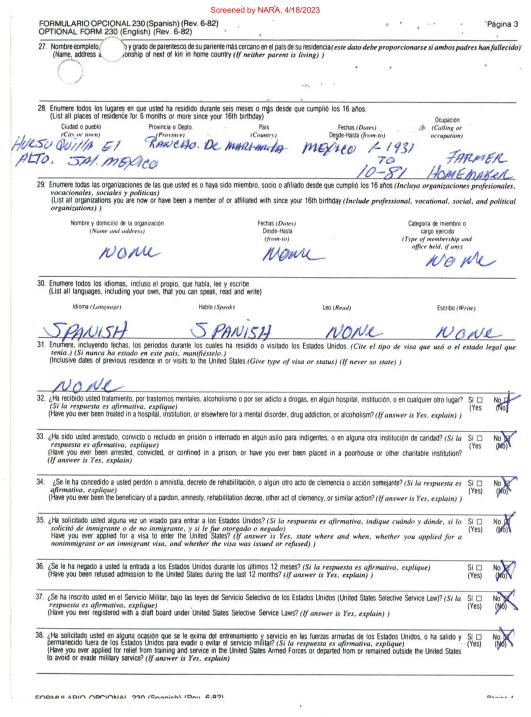 Screened by NARA, 4/18/2023
FORMULARIO OPCIONAL 230 (Spanish) (Rev. 6-82) Página 3
OPTIONAL FORM 230 (English) (Rev. 6-82)
27. Nombre completo, y grado de parentesco de su pariente más cercano en el país de su residencia (este dato debe proporcionarse si ambos padres han fallecido)
(Name, address a ionship of next of kin in home country (If neither parent is living) )
28. Enumere todos los lugares en que usted ha residido durante seis meses o más desde que cumplió los 16 años.
(List all places of residence for 6 months or more since your 16th birthday)
Ciudad o pueblo Provincia o Depto. País Fechas (Dates) Ocupación
(City or town) (Province) (Country) Desde-Hasta (from-to) (Calling or
occupation)
EL RANCHO. DE MEXICO 1-1931
ALTO. JAL. MEXICO TO FARMER
10-81 HOMEMAKER
29. Enumere todas las organizaciones de las que usted es o haya sido miembro, socio o afiliado desde que cumplió los 16 años (Incluya organizaciones profesionales,
vocacionales, sociales y políticas)
(List all organizations you are now or have been a member of or affiliated with since your 16th birthday (Include professional, vocational, social, and political
organizations) )
Nombre y domicilio de la organización Fechas (Dates) Categoría de miembro o
(Name and address) Desde-Hasta cargo ejercido
(from-to) (Type of membership and
office held, if any)
NONE NONE NONE
30. Enumere todos los idiomas, incluso el propio, que habla, lee y escribe
(List all languages, including your own, that you can speak, read and write)
Idioma (Language) Habla (Speak) Leo (Read) Escribo (Write)
SPANISH SPANISH NONE NONE
31. Enumere, incluyendo fechas, los períodos durante los cuales ha residido o visitado los Estados Unidos. (Cite el tipo de visa que usó o el estado legal que
tenía.) (Si nunca ha estado en este país, manifiéstelo.)
(Inclusive dates of previous residence in or visits to the United States (Give type of visa or status) (If never so state) )
NONE
32. ¿Ha recibido usted tratamiento, por trastornos mentales, alcoholismo o por ser adicto a drogas, en algún hospital, institución, o en cualquier otro lugar? Sí □ No
(Si la respuesta es afirmativa, explique) (Yes (No)
(Have you ever been treated in a hospital, institution, or elsewhere for a mental disorder, drug addiction, or alcoholism? (If answer is Yes, explain) )
33. ¿Ha sido usted arrestado, convicto o recluido en prisión o internado en algún asilo para indigentes, o en alguna otra institución de caridad? (Si la Sí □ No
respuesta es afirmativa, explique) (Yes) (No)
(Have you ever been arrested, convicted, or confined in a prison; or have you ever been placed in a poorhouse or other charitable institution?
(If answer is Yes, explain)
34. ¿Se le ha concedido a usted perdón o amnistía, decreto de rehabilitación, o algún otro acto de clemencia o acción semejante? (Si la respuesta es Sí □ No
afirmativa, explique) (Yes) (No)
(Have you ever been the beneficiary of a pardon, amnesty, rehabilitation decree, other act of clemency, or similar action? (If answer is Yes, explain)
35. ¿Ha solicitado usted alguna vez un visado para entrar a los Estados Unidos? (Si la respuesta es afirmativa, indique cuándo y dónde, si lo Sí □ No
solicitó de inmigrante o de no inmigrante, y si le fue otorgado o negado) (Yes) (No)
Have you ever applied for a visa to enter the United States? (If answer is Yes, state where and when, whether you applied for a
nonimmigrant or an immigrant visa, and whether the visa was issued or refused) )
36. ¿Se le ha negado a usted la entrada a los Estados Unidos durante los últimos 12 meses? (Si la respuesta es afirmativa, explique) Sí □ No
(Have you been refused admission to the United States during the last 12 months? (If answer is Yes, explain) ) (Yes) (No)
37. ¿Se ha inscrito usted en el Servicio Militar, bajo las leyes del Servicio Selectivo de los Estados Unidos (United States Selective Service Law)? (Si la Sí □ No
respuesta es afirmativa, explique) (Yes) (No)
(Have you ever registered with a draft board under United States Selective Service Laws? (If answer is Yes, explain) )
38. ¿Ha solicitado usted en alguna ocasión que se le exima del entrenamiento y servicio en las fuerzas armadas de los Estados Unidos, o ha salido y Sí □ No
permanecido fuera de los Estados Unidos para evadir o evitar el servicio militar? (Si la respuesta es afirmativa, explique) (Yes) (No)
(Have you ever applied for relief from training and service in the United States Armed Forces or departed from or remained outside the United States
to avoid or evade military service? (If answer is Yes, explain)
FORMULARIO OPCIONAL 230 (Spanish) (Rev. 6-82)